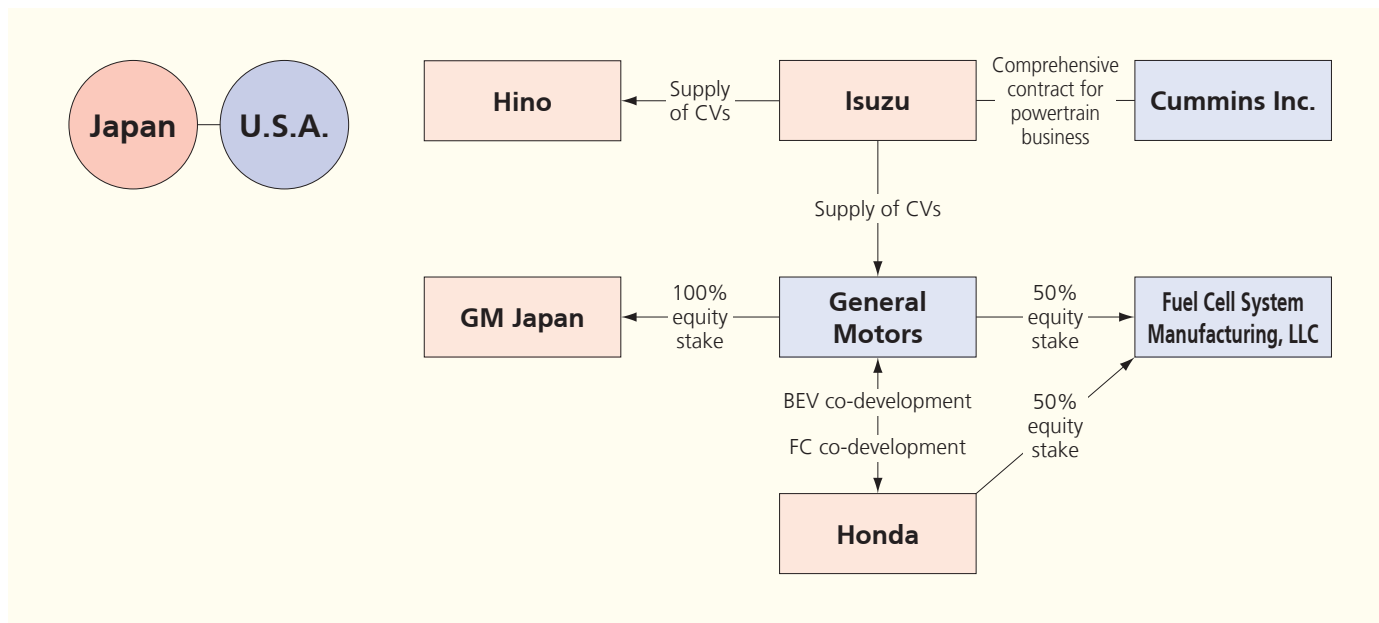 Japan
U.S.A.
Hino
Supply
of CVs
Isuzu
Comprehensive
contract for
powertrain
business
Cummins Inc.
Supply of CVs
GM Japan
100%
equity
stake
General
Motors
50%
equity
stake
Fuel Cell System
Manufacturing, LLC
BEV co-development
FC co-development
50%
equity
stake
Honda